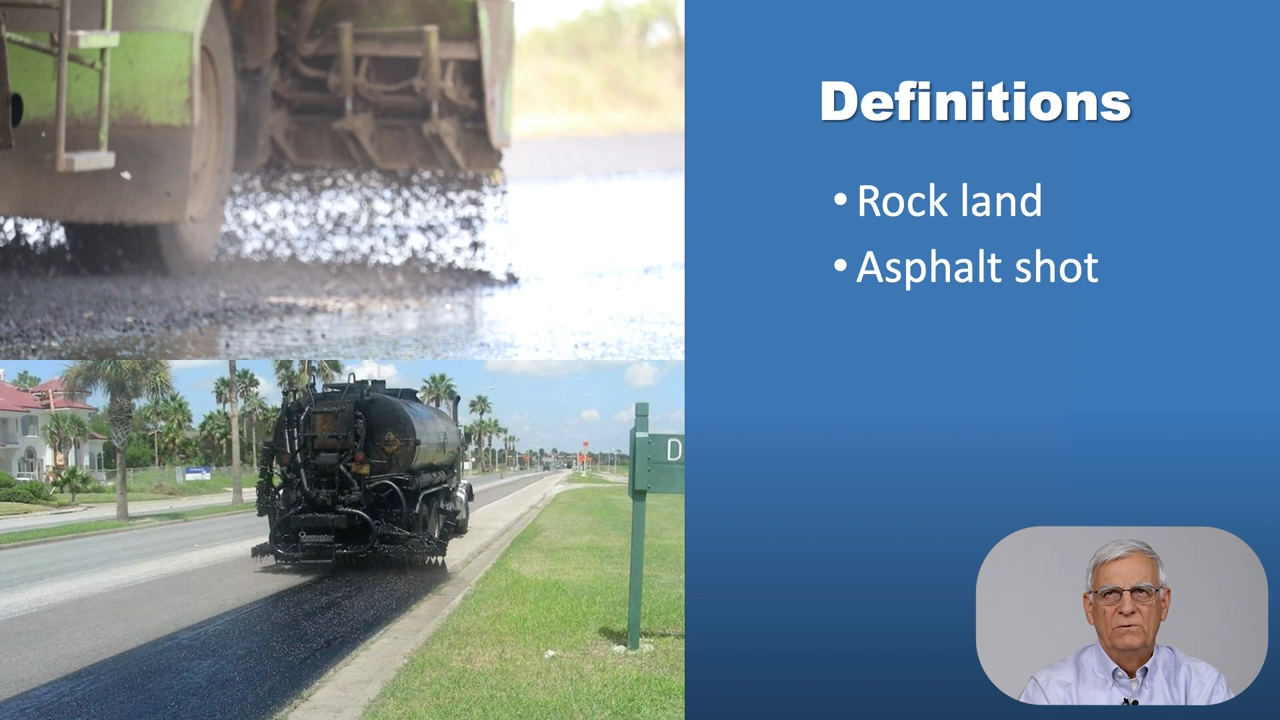 Definitions
• Rock land
• Asphalt shot
D